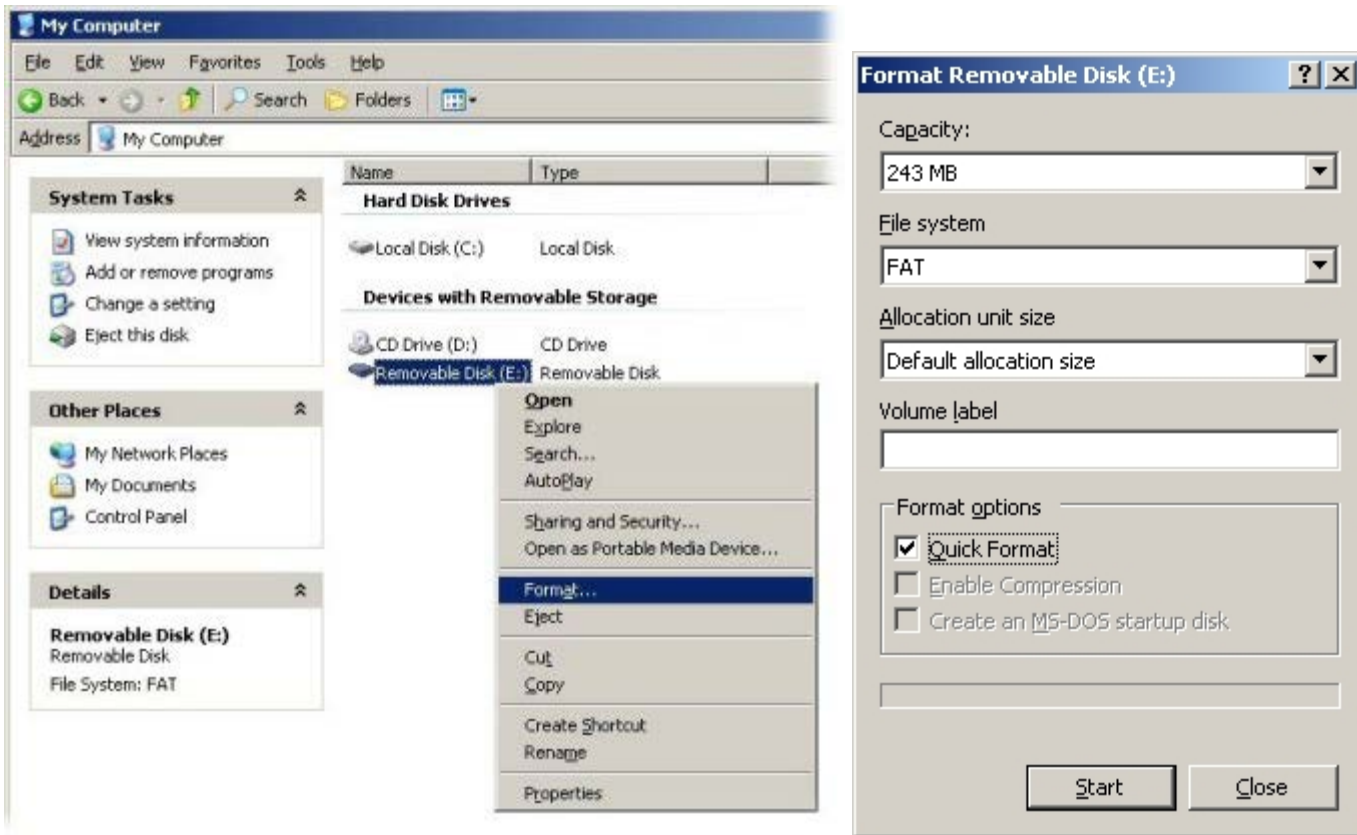 My Computer
File Edit View Favorites Tools Help
Back Search Folders
Address My Computer
System Tasks
View system information
Add or remove programs
Change a setting
Eject this disk
Other Places
My Network Places
My Documents
Control Panel
Details
Removable Disk (E:)
Removable Disk
File System: FAT
Name Type
Hard Disk Drives
Local Disk (C:) Local Disk
Devices with Removable Storage
CD Drive (D:) CD Drive
Removable Disk (E:) Removable Disk
Open
Explore
Search...
AutoPlay
Sharing and Security...
Open as Portable Media Device...
Format...
Eject
Cut
Copy
Create Shortcut
Rename
Properties
Format Removable Disk (E:)
Capacity:
243 MB
File system
FAT
Allocation unit size
Default allocation size
Volume label
Format options
Quick Format
Enable Compression
Create an MS-DOS startup disk
Start Close